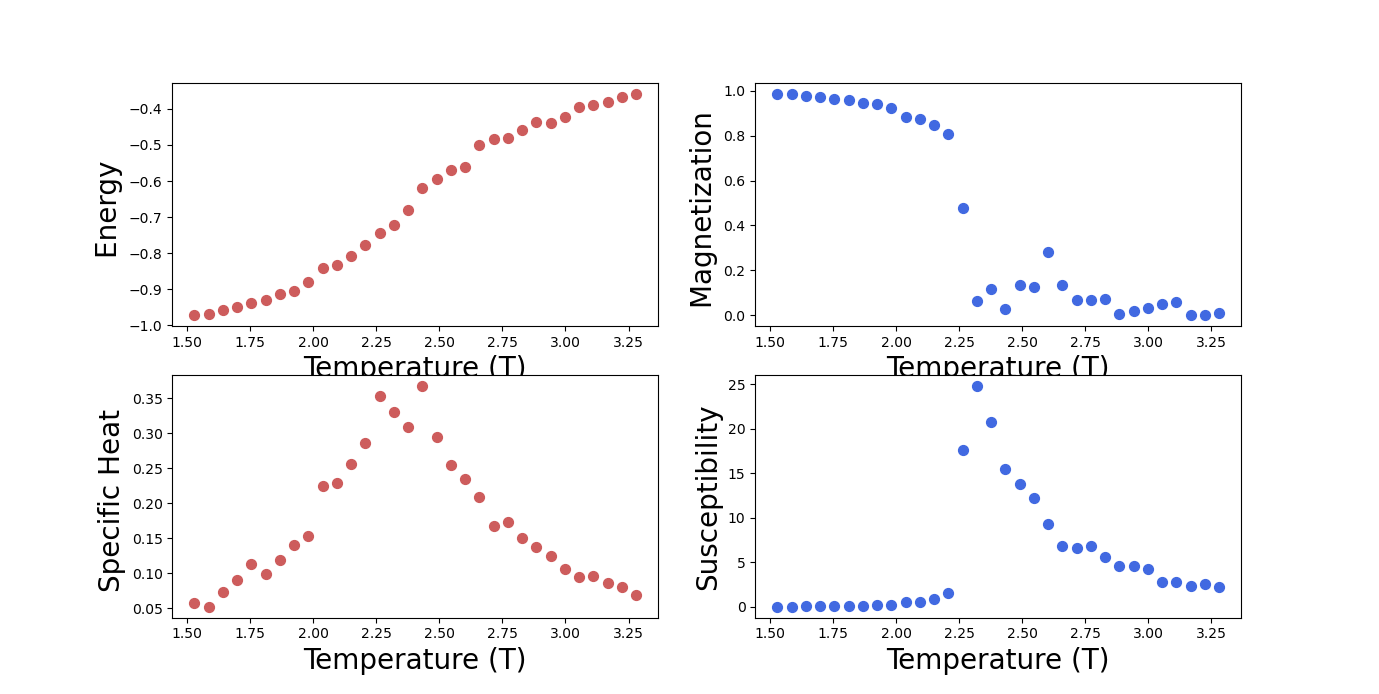 Energy
−0.4
−0.5
−0.6
−0.7
−0.8
−0.9
−1.0
1.50 1.75 2.00 2.25 2.50 2.75 3.00 3.25
Temperature (T)
Magnetization
1.0
0.8
0.6
0.4
0.2
0.0
1.50 1.75 2.00 2.25 2.50 2.75 3.00 3.25
Temperature (T)
Specific Heat
0.35
0.30
0.25
0.20
0.15
0.10
0.05
1.50 1.75 2.00 2.25 2.50 2.75 3.00 3.25
Temperature (T)
Susceptibility
25
20
15
10
5
0
1.50 1.75 2.00 2.25 2.50 2.75 3.00 3.25
Temperature (T)